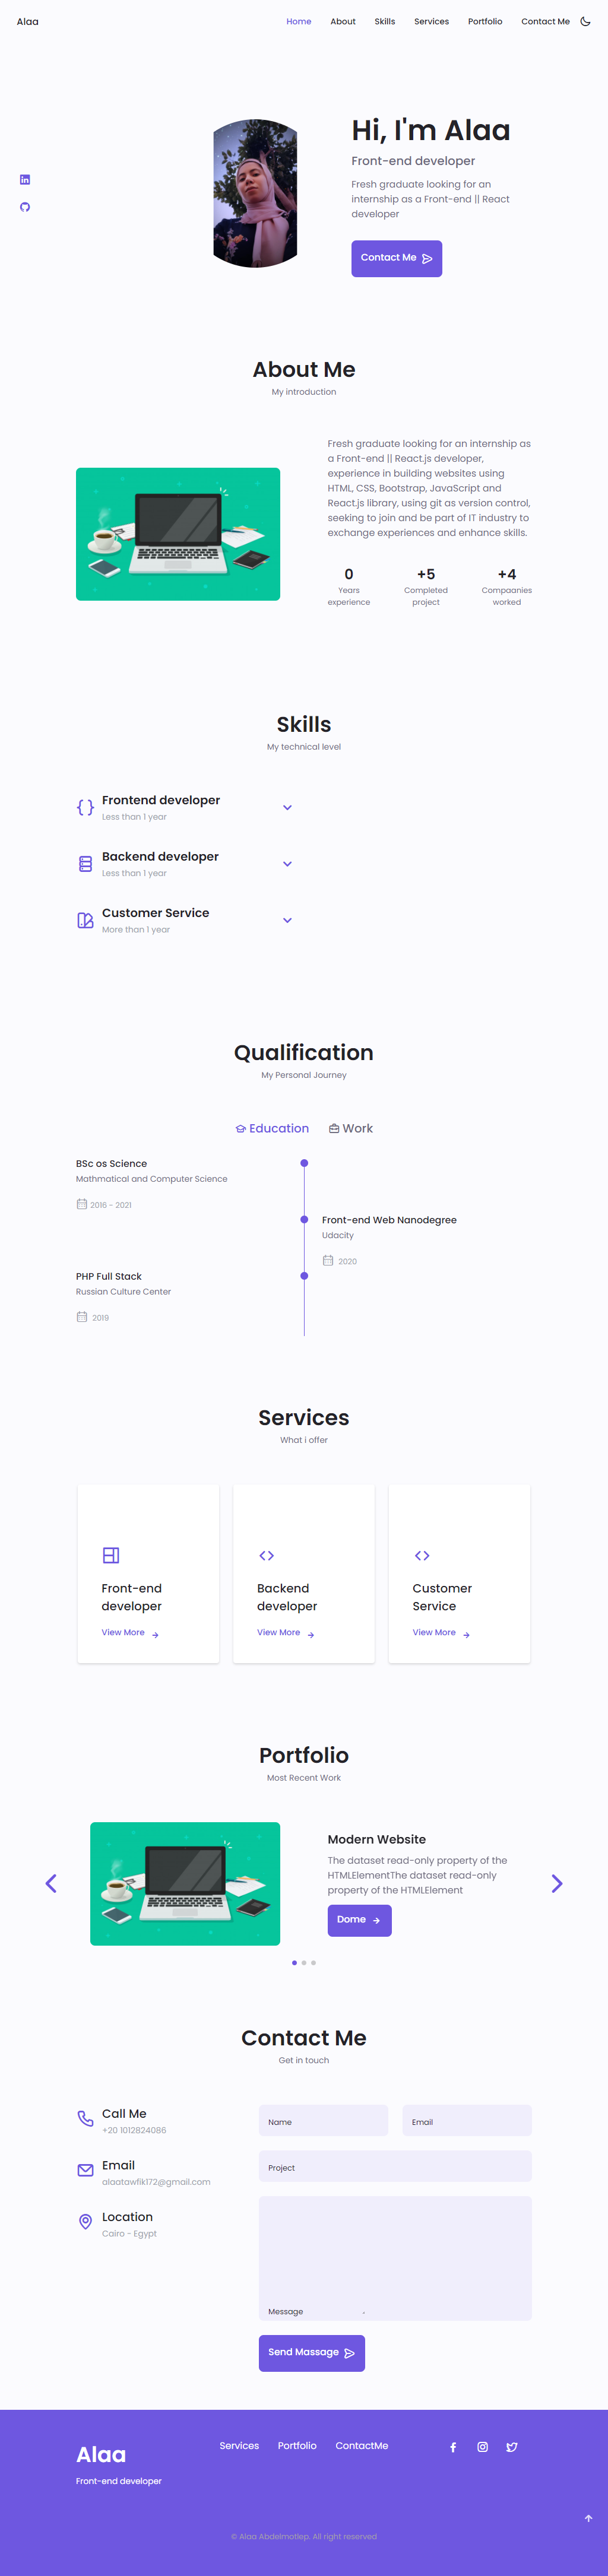 Alaa
Home About Skills Services Portfolio Contact Me
Hi, I'm Alaa
Front-end developer
Fresh graduate looking for an
internship as a Front-end || React
developer
Contact Me
About Me
My introduction
Fresh graduate looking for an internship as
a Front-end || React.js developer,
experience in building websites using
HTML, CSS, Bootstrap, JavaScript and
React.js library, using git as version control,
seeking to join and be part of IT industry to
exchange experiences and enhance skills.
0 +5 +4
Years Completed Compaanies
experience project worked
Skills
My technical level
Frontend developer
Less than 1 year
Backend developer
Less than 1 year
Customer Service
More than 1 year
Qualification
My Personal Journey
Education Work
BSc os Science
Mathmatical and Computer Science
2016 - 2021
Front-end Web Nanodegree
Udacity
2020
PHP Full Stack
Russian Culture Center
2019
Services
What i offer
Front-end
developer
View More
Backend
developer
View More
Customer
Service
View More
Portfolio
Most Recent Work
Modern Website
The dataset read-only property of the
HTMLElementThe dataset read-only
property of the HTMLElement
Dome
Contact Me
Get in touch
Call Me
+20 1012824086
Email
alaatawfik172@gmail.com
Location
Cairo - Egypt
Name Email
Project
Message
Send Massage
Alaa
Front-end developer
Services Portfolio ContactMe
© Alaa Abdelmotlep. All right reserved